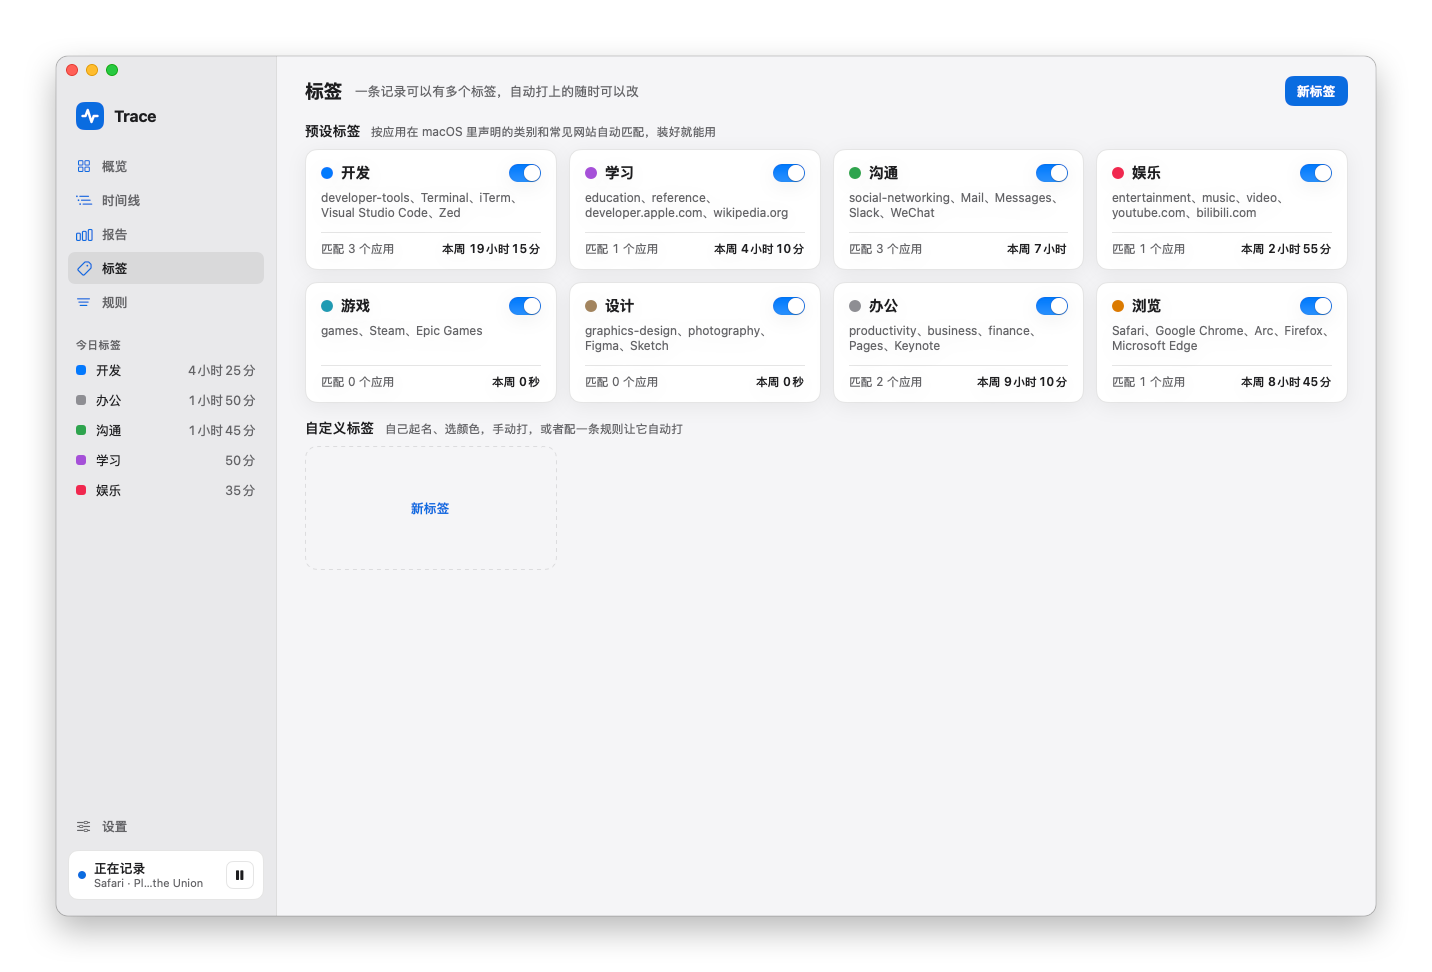 Trace
概览
时间线
报告
标签
规则
今日标签
开发 4小时25分
办公 1小时50分
沟通 1小时45分
学习 50分
娱乐 35分
设置
正在记录
Safari · Pl...the Union
标签 一条记录可以有多个标签，自动打上的随时可以改
新标签
预设标签 按应用在 macOS 里声明的类别和常见网站自动匹配，装好就能用
开发
developer-tools、Terminal、iTerm、
Visual Studio Code、Zed
匹配 3 个应用 本周 19小时15分
学习
education、reference、
developer.apple.com、wikipedia.org
匹配 1 个应用 本周 4小时10分
沟通
social-networking、Mail、Messages、
Slack、WeChat
匹配 3 个应用 本周 7小时
娱乐
entertainment、music、video、
youtube.com、bilibili.com
匹配 1 个应用 本周 2小时55分
游戏
games、Steam、Epic Games
匹配 0 个应用 本周 0秒
设计
graphics-design、photography、
Figma、Sketch
匹配 0 个应用 本周 0秒
办公
productivity、business、finance、
Pages、Keynote
匹配 2 个应用 本周 9小时10分
浏览
Safari、Google Chrome、Arc、Firefox、
Microsoft Edge
匹配 1 个应用 本周 8小时45分
自定义标签 自己起名、选颜色，手动打，或者配一条规则让它自动打
新标签